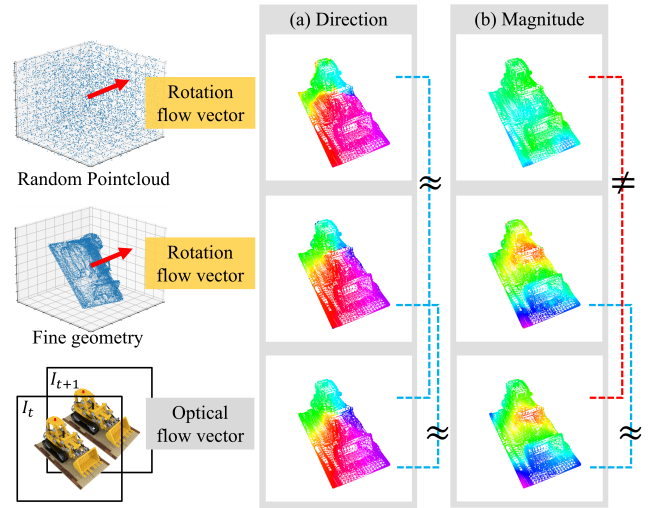 (a) Direction
(b) Magnitude
Rotation
flow vector
Random Pointcloud
≈
≠
Rotation
flow vector
Fine geometry
I_{t+1}
I_t
Optical
flow vector
≈
≈